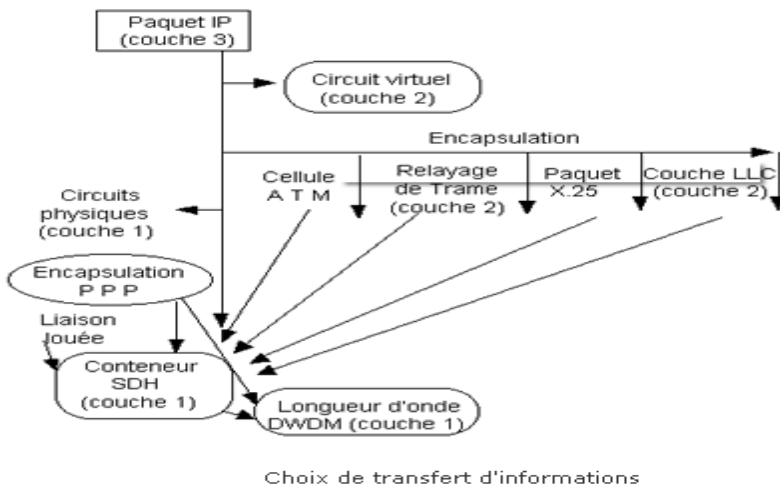 Paquet IP
(couche 3)
Circuit virtuel
(couche 2)
Encapsulation
Cellule
A T M
Relayage
de Trame
(couche 2)
Paquet
X.25
Couche LLC
(couche 2)
Circuits
physiques
(couche 1)
Encapsulation
P P P
Liaison
louée
Conteneur
SDH
(couche 1)
Longueur d'onde
DWDM (couche 1)
Choix de transfert d'informations